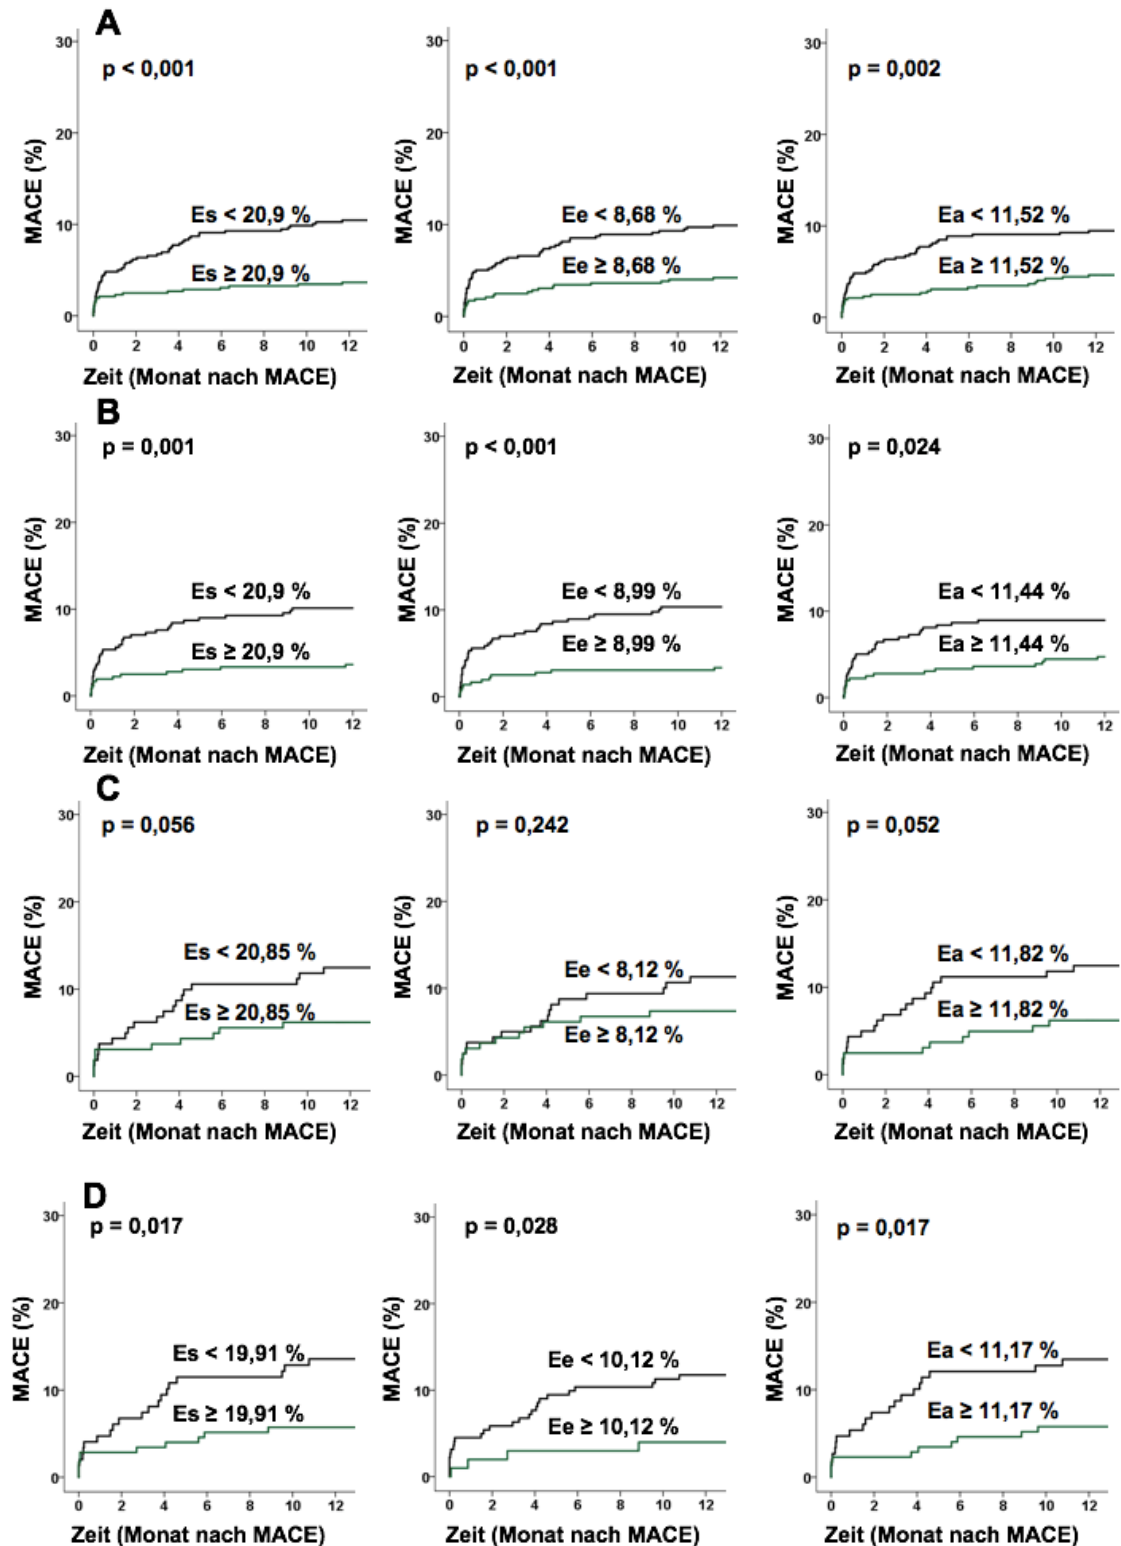 A
p < 0,001
30
20
10
0
MACE (%)
Es < 20,9 %
Es ≥ 20,9 %
0 2 4 6 8 10 12
Zeit (Monat nach MACE)
p < 0,001
30
20
10
0
MACE (%)
Ee < 8,68 %
Ee ≥ 8,68 %
0 2 4 6 8 10 12
Zeit (Monat nach MACE)
p = 0,002
30
20
10
0
MACE (%)
Ea < 11,52 %
Ea ≥ 11,52 %
0 2 4 6 8 10 12
Zeit (Monat nach MACE)
B
p = 0,001
30
20
10
0
MACE (%)
Es < 20,9 %
Es ≥ 20,9 %
0 2 4 6 8 10 12
Zeit (Monat nach MACE)
p < 0,001
30
20
10
0
MACE (%)
Ee < 8,99 %
Ee ≥ 8,99 %
0 2 4 6 8 10 12
Zeit (Monat nach MACE)
p = 0,024
30
20
10
0
MACE (%)
Ea < 11,44 %
Ea ≥ 11,44 %
0 2 4 6 8 10 12
Zeit (Monat nach MACE)
C
p = 0,056
30
20
10
0
MACE (%)
Es < 20,85 %
Es ≥ 20,85 %
0 2 4 6 8 10 12
Zeit (Monat nach MACE)
p = 0,242
30
20
10
0
MACE (%)
Ee < 8,12 %
Ee ≥ 8,12 %
0 2 4 6 8 10 12
Zeit (Monat nach MACE)
p = 0,052
30
20
10
0
MACE (%)
Ea < 11,82 %
Ea ≥ 11,82 %
0 2 4 6 8 10 12
Zeit (Monat nach MACE)
D
p = 0,017
30
20
10
0
MACE (%)
Es < 19,91 %
Es ≥ 19,91 %
0 2 4 6 8 10 12
Zeit (Monat nach MACE)
p = 0,028
30
20
10
0
MACE (%)
Ee < 10,12 %
Ee ≥ 10,12 %
0 2 4 6 8 10 12
Zeit (Monat nach MACE)
p = 0,017
30
20
10
0
MACE (%)
Ea < 11,17 %
Ea ≥ 11,17 %
0 2 4 6 8 10 12
Zeit (Monat nach MACE)